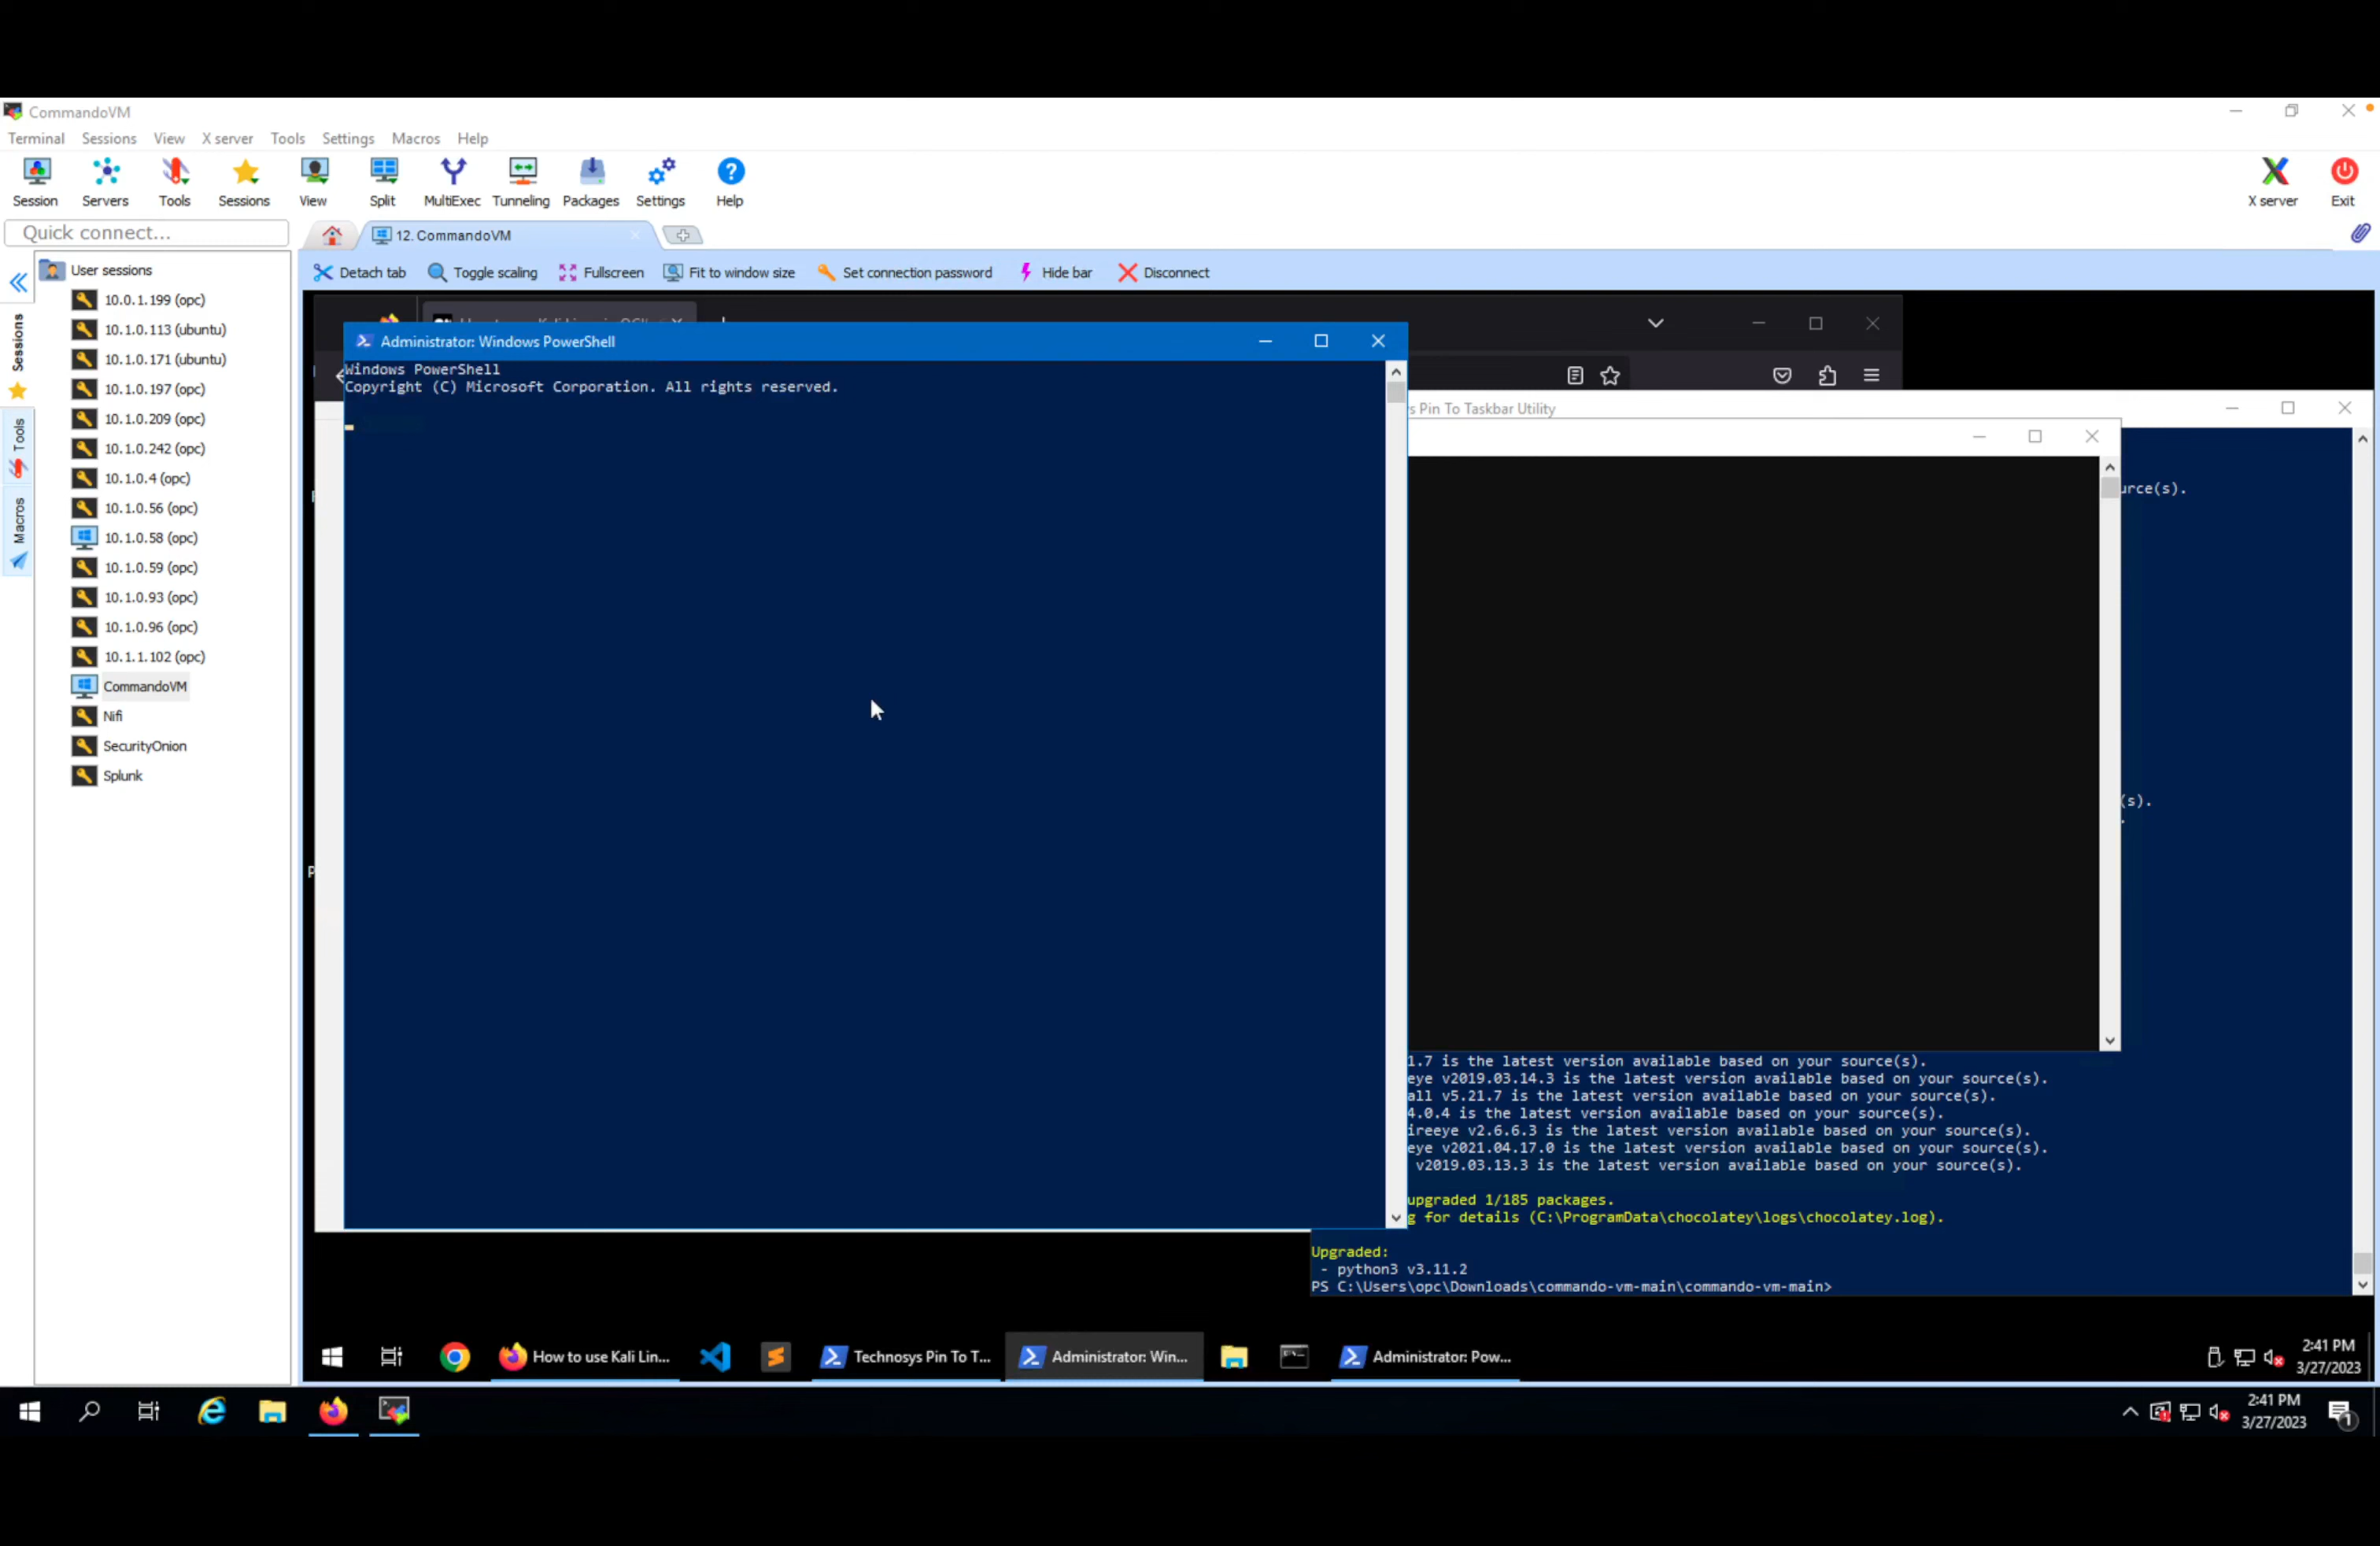 CommandoVM
Terminal Sessions View X server Tools Settings Macros Help
Session Servers Tools Sessions View Split MultiExec Tunneling Packages Settings Help X server Exit
Quick connect...
12. CommandoVM
Detach tab Toggle scaling Fullscreen Fit to window size Set connection password Hide bar Disconnect
Sessions
Tools
Macros
User sessions
10.0.1.199 (opc)
10.1.0.113 (ubuntu)
10.1.0.171 (ubuntu)
10.1.0.197 (opc)
10.1.0.209 (opc)
10.1.0.242 (opc)
10.1.0.4 (opc)
10.1.0.56 (opc)
10.1.0.58 (opc)
10.1.0.59 (opc)
10.1.0.93 (opc)
10.1.0.96 (opc)
10.1.1.102 (opc)
CommandoVM
Nifi
SecurityOnion
Splunk
Administrator: Windows PowerShell
Windows PowerShell
Copyright (C) Microsoft Corporation. All rights reserved.
s Pin To Taskbar Utility
urce(s).
(s).
1.7 is the latest version available based on your source(s).
eye v2019.03.14.3 is the latest version available based on your source(s).
all v5.21.7 is the latest version available based on your source(s).
4.0.4 is the latest version available based on your source(s).
ireeye v2.6.6.3 is the latest version available based on your source(s).
eye v2021.04.17.0 is the latest version available based on your source(s).
v2019.03.13.3 is the latest version available based on your source(s).
upgraded 1/185 packages.
g for details (C:\ProgramData\chocolatey\logs\chocolatey.log).
Upgraded:
- python3 v3.11.2
PS C:\Users\opc\Downloads\commando-vm-main\commando-vm-main>
How to use Kali Lin... Technosys Pin To T... Administrator: Win... Administrator: Pow...
2:41 PM
3/27/2023
2:41 PM
3/27/2023
1